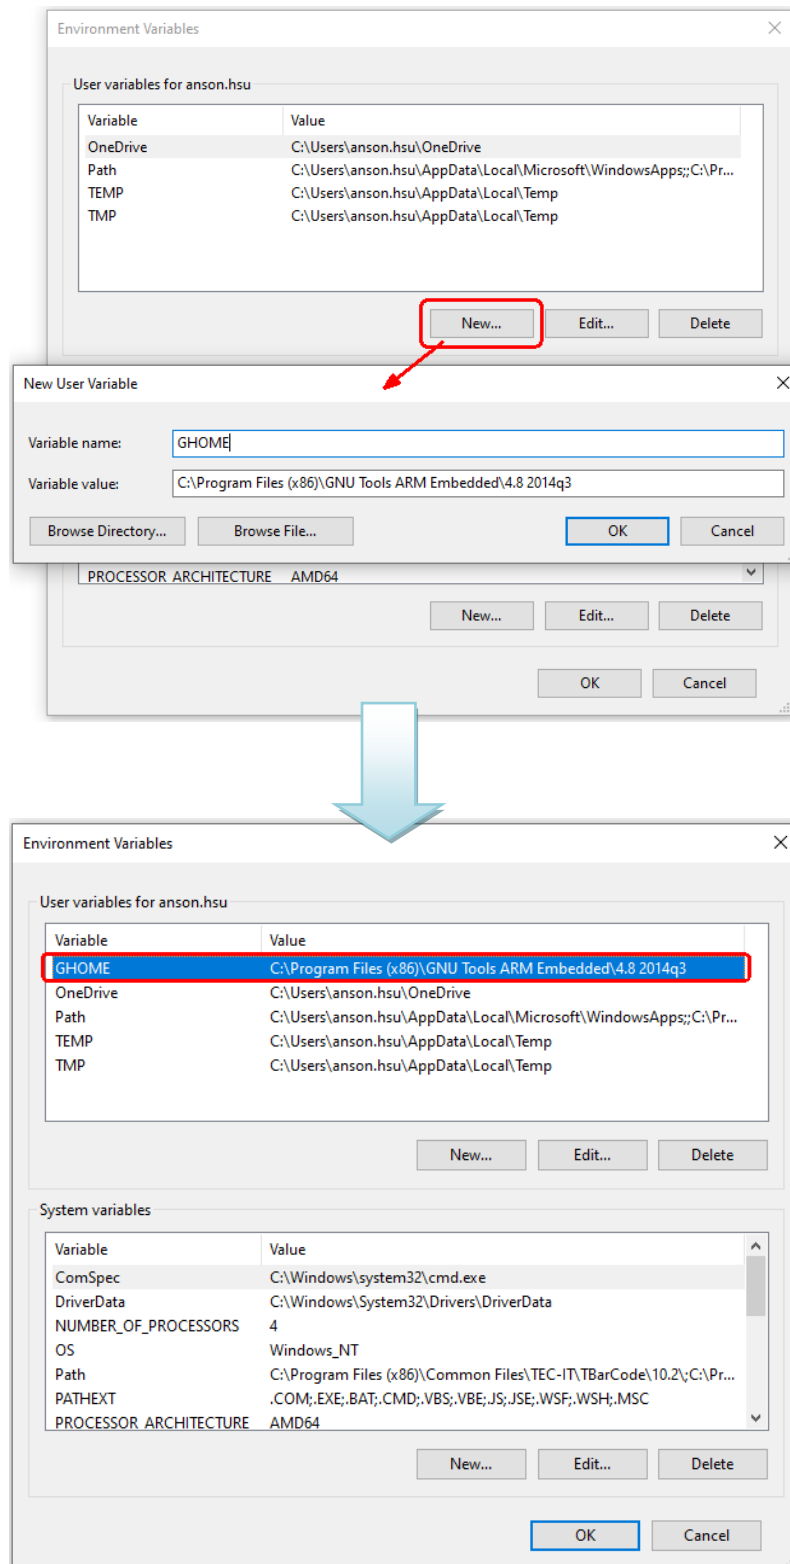 Environment Variables
User variables for anson.hsu
Variable Value
OneDrive C:\Users\anson.hsu\OneDrive
Path C:\Users\anson.hsu\AppData\Local\Microsoft\WindowsApps;;C:\Pr...
TEMP C:\Users\anson.hsu\AppData\Local\Temp
TMP C:\Users\anson.hsu\AppData\Local\Temp
New... Edit... Delete
New User Variable
Variable name: GHOME
Variable value: C:\Program Files (x86)\GNU Tools ARM Embedded\4.8 2014q3
Browse Directory... Browse File... OK Cancel
PROCESSOR_ARCHITECTURE AMD64
New... Edit... Delete
OK Cancel
Environment Variables
User variables for anson.hsu
Variable Value
GHOME C:\Program Files (x86)\GNU Tools ARM Embedded\4.8 2014q3
OneDrive C:\Users\anson.hsu\OneDrive
Path C:\Users\anson.hsu\AppData\Local\Microsoft\WindowsApps;;C:\Pr...
TEMP C:\Users\anson.hsu\AppData\Local\Temp
TMP C:\Users\anson.hsu\AppData\Local\Temp
New... Edit... Delete
System variables
Variable Value
ComSpec C:\Windows\system32\cmd.exe
DriverData C:\Windows\System32\Drivers\DriverData
NUMBER_OF_PROCESSORS 4
OS Windows_NT
Path C:\Program Files (x86)\Common Files\TEC-IT\TBarCode\10.2\;C:\Pr...
PATHEXT .COM;.EXE;.BAT;.CMD;.VBS;.VBE;.JS;.JSE;.WSF;.WSH;.MSC
PROCESSOR_ARCHITECTURE AMD64
New... Edit... Delete
OK Cancel